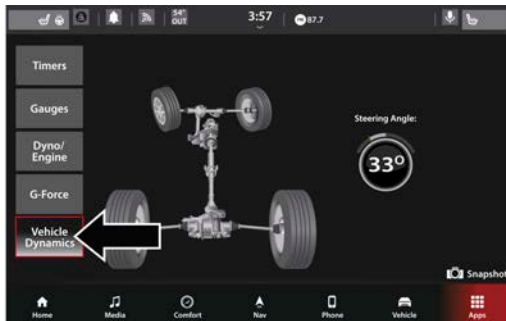 54°
OUT
3:57
87.7
Timers
Gauges
Dyno/
Engine
G-Force
Vehicle
Dynamics
Steering Angle:
33°
Snapshot
Home
Media
Comfort
Nav
Phone
Vehicle
Apps